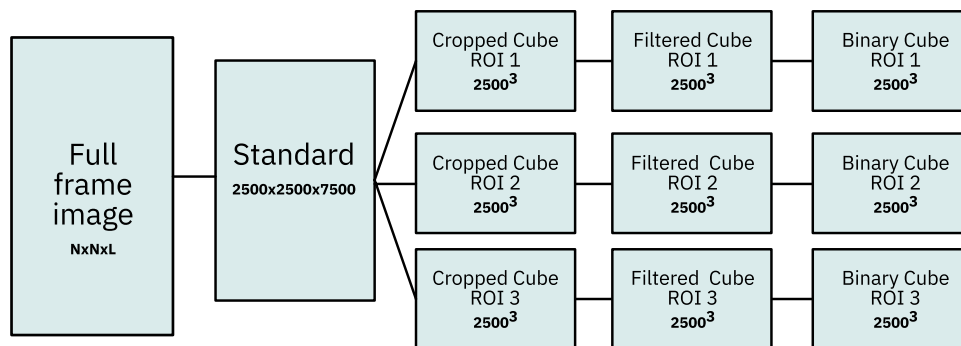 Full
frame
image
NxNxL
Standard
2500x2500x7500
Cropped Cube
ROI 1
2500³
Filtered Cube
ROI 1
2500³
Binary Cube
ROI 1
2500³
Cropped Cube
ROI 2
2500³
Filtered Cube
ROI 2
2500³
Binary Cube
ROI 2
2500³
Cropped Cube
ROI 3
2500³
Filtered Cube
ROI 3
2500³
Binary Cube
ROI 3
2500³